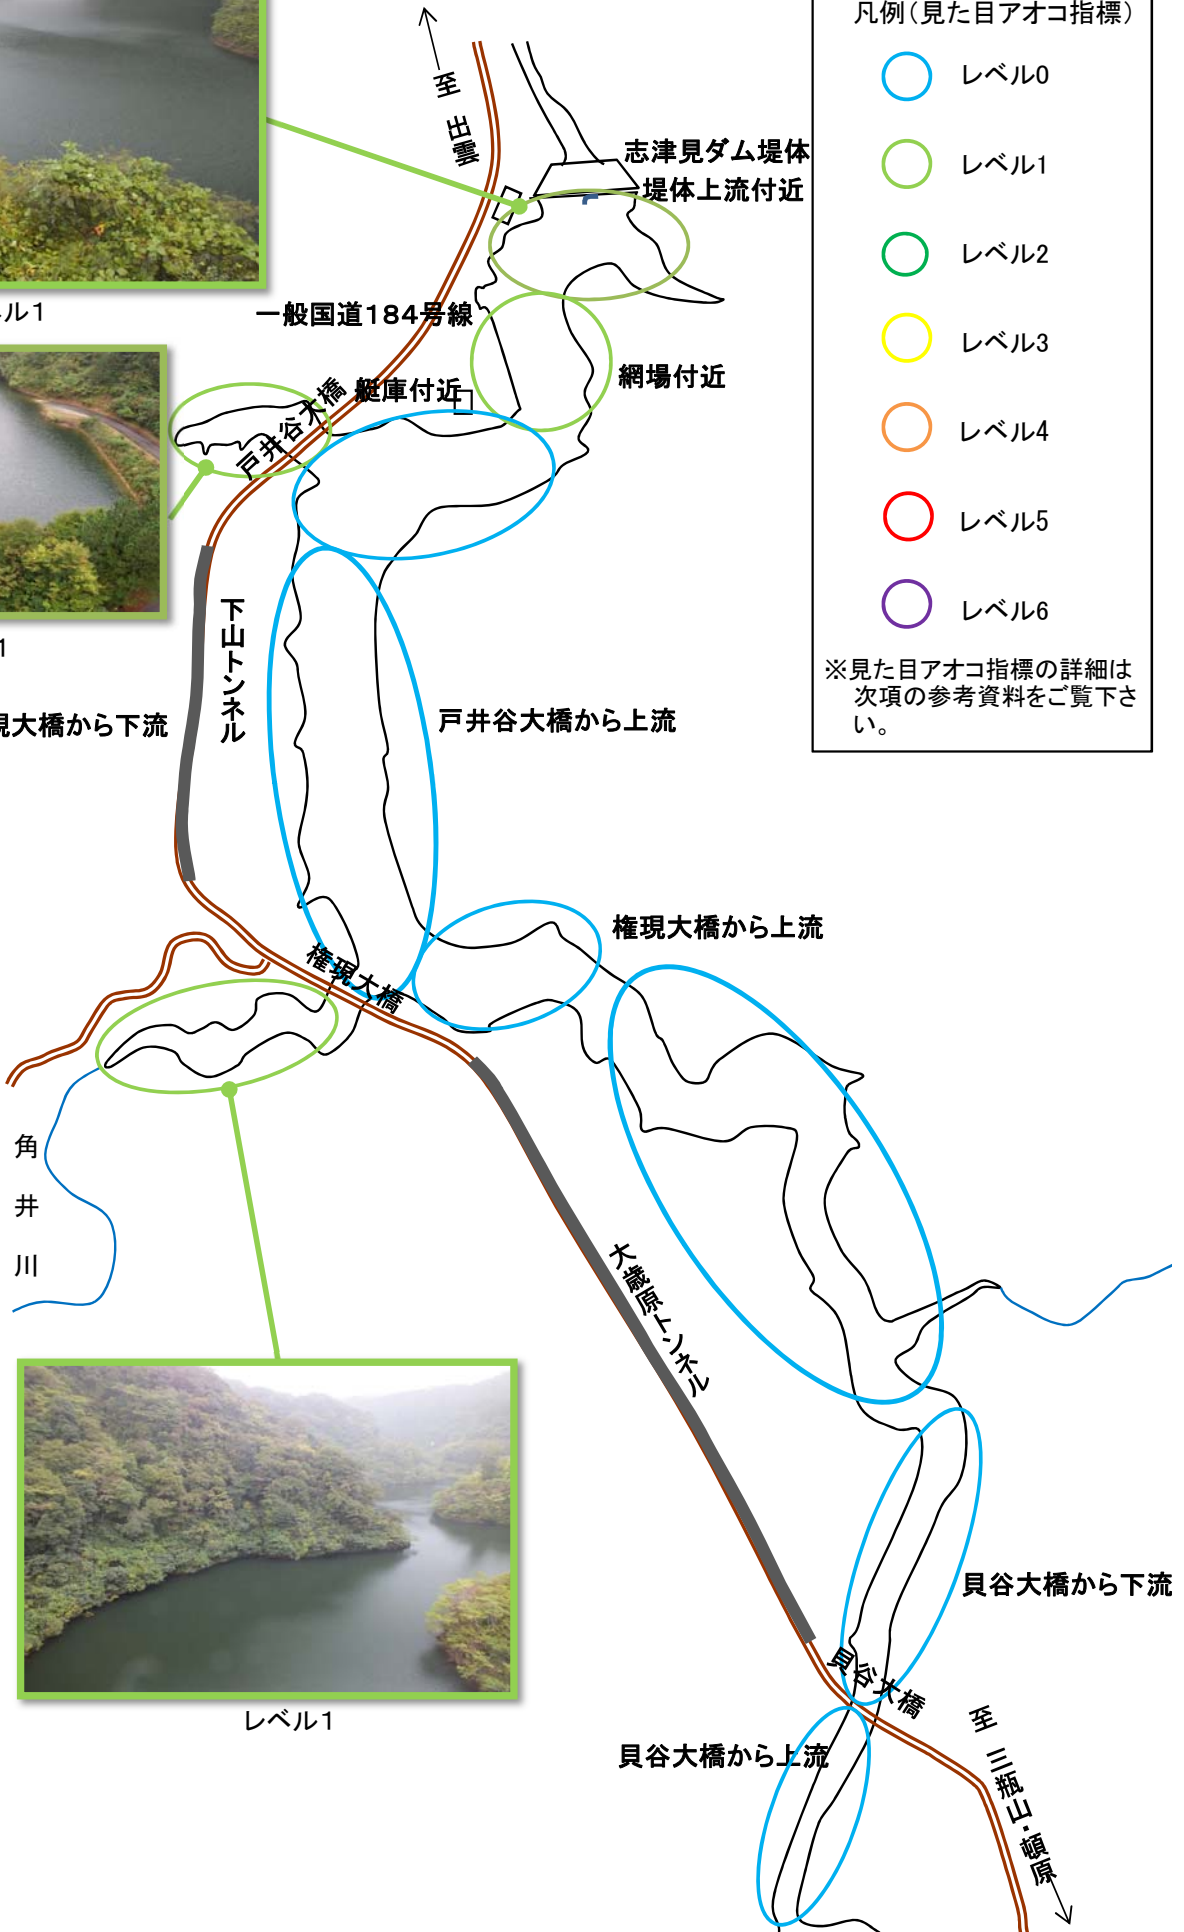 凡例(見た目アオコ指標)
レベル0
レベル1
レベル2
レベル3
レベル4
レベル5
レベル6
※見た目アオコ指標の詳細は
次項の参考資料をご覧下さ
い。
至 出雲
志津見ダム堤体
堤体上流付近
ル1
一般国道184号線
網場付近
艇庫付近
戸井谷大橋
1
下山トンネル
大橋から下流
戸井谷大橋から上流
権現大橋から上流
権現大橋
角井川
大歳原トンネル
貝谷大橋から下流
貝谷大橋
レベル1
貝谷大橋から上流
至 三瓶山・頓原